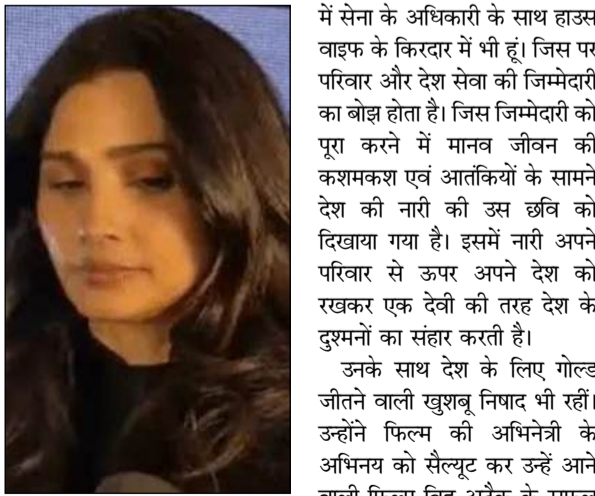 में सेना के अधिकारी के साथ हाउस
वाइफ के किरदार में भी हूं। जिस पर
परिवार और देश सेवा की जिम्मेदारी
का बोझ होता है। जिस जिम्मेदारी को
पूरा करने में मानव जीवन की
कशमकश एवं आतंकियों के सामने
देश की नारी की उस छवि को
दिखाया गया है। इसमें नारी अपने
परिवार से ऊपर अपने देश को
रखकर एक देवी की तरह देश के
दुश्मनों का संहार करती है।
उनके साथ देश के लिए गोल्ड
जीतने वाली खुशबू निषाद भी रहीं।
उन्होंने फिल्म की अभिनेत्री के
अभिनय को सैल्यूट कर उन्हें आने